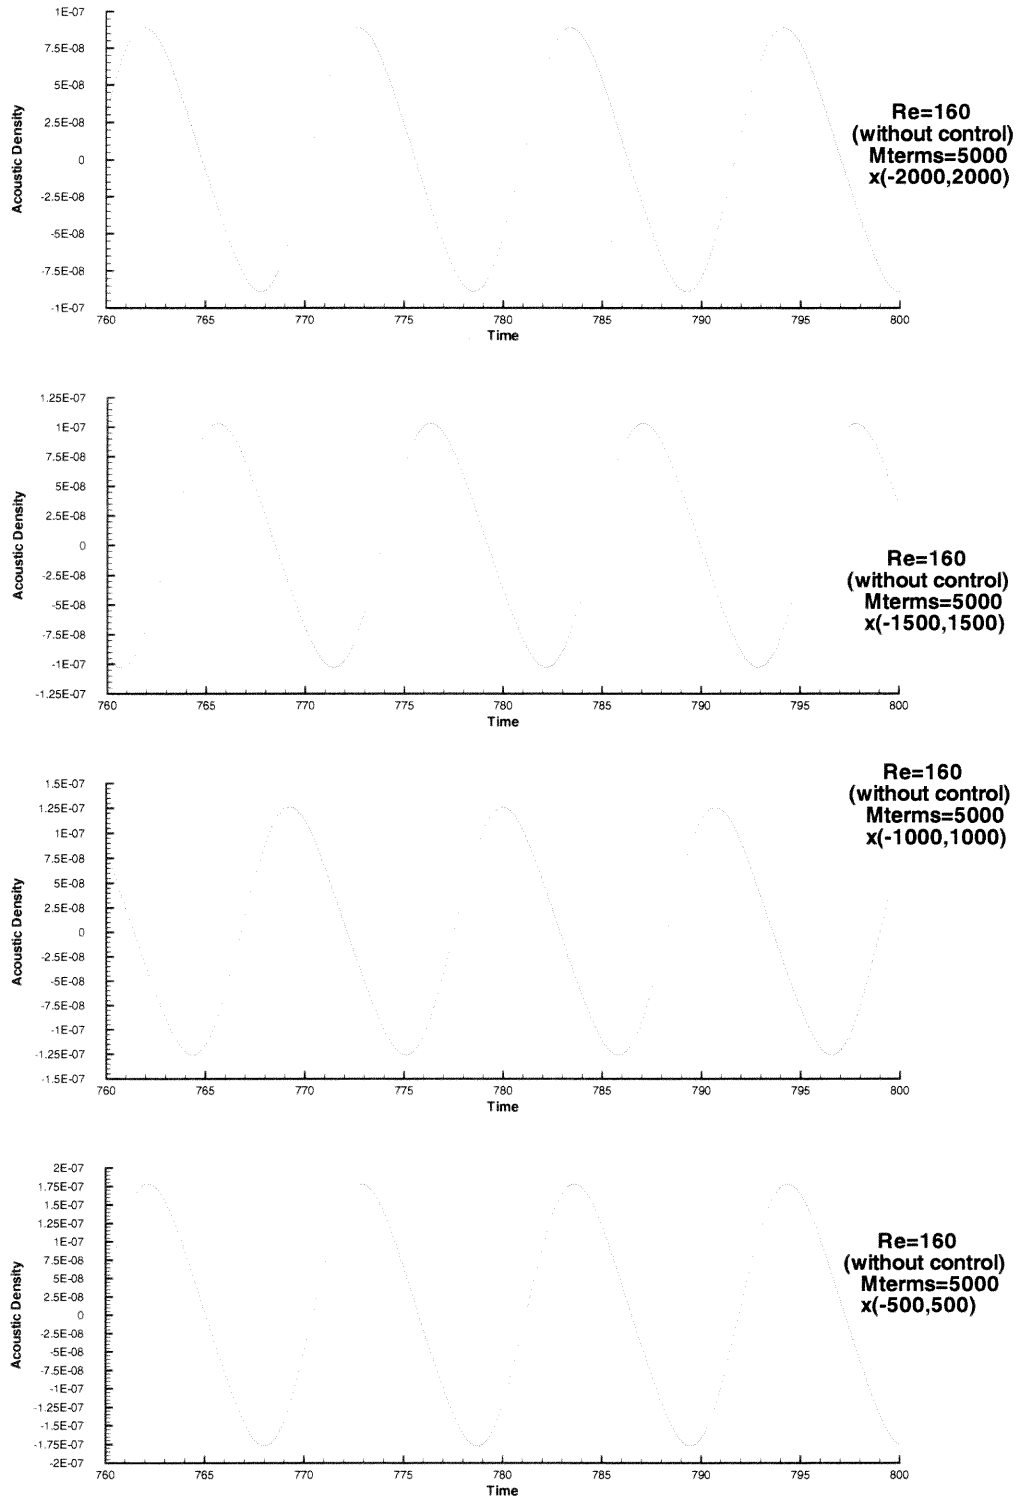 1E-07
7.5E-08
5E-08
2.5E-08
0
-2.5E-08
-5E-08
-7.5E-08
-1E-07
Acoustic Density
760 765 770 775 780 785 790 795 800
Time
Re=160
(without control)
Mterms=5000
x(-2000,2000)
1.25E-07
1E-07
7.5E-08
5E-08
2.5E-08
0
-2.5E-08
-5E-08
-7.5E-08
-1E-07
-1.25E-07
Acoustic Density
760 765 770 775 780 785 790 795 800
Time
Re=160
(without control)
Mterms=5000
x(-1500,1500)
1.5E-07
1.25E-07
1E-07
7.5E-08
5E-08
2.5E-08
0
-2.5E-08
-5E-08
-7.5E-08
-1E-07
-1.25E-07
-1.5E-07
Acoustic Density
760 765 770 775 780 785 790 795 800
Time
Re=160
(without control)
Mterms=5000
x(-1000,1000)
2E-07
1.75E-07
1.5E-07
1.25E-07
1E-07
7.5E-08
5E-08
2.5E-08
0
-2.5E-08
-5E-08
-7.5E-08
-1E-07
-1.25E-07
-1.5E-07
-1.75E-07
-2E-07
Acoustic Density
760 765 770 775 780 785 790 795 800
Time
Re=160
(without control)
Mterms=5000
x(-500,500)